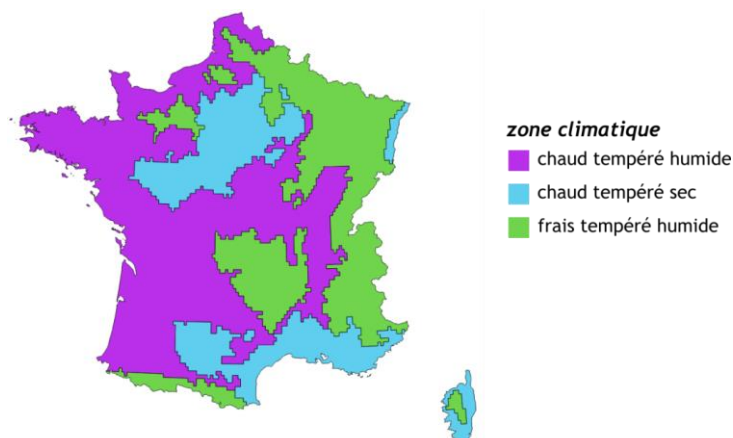 zone climatique
chaud tempéré humide
chaud tempéré sec
frais tempéré humide